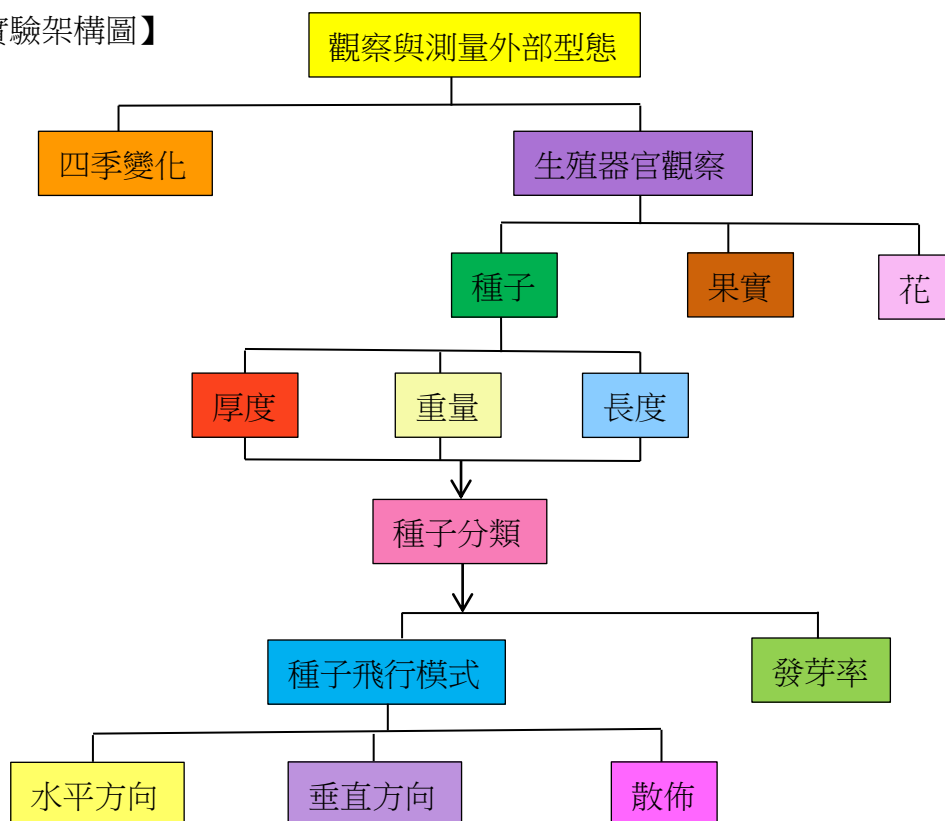 實驗架構圖】
觀察與測量外部型態
四季變化 生殖器官觀察
種子 果實 花
厚度 重量 長度
種子分類
種子飛行模式 發芽率
水平方向 垂直方向 散佈